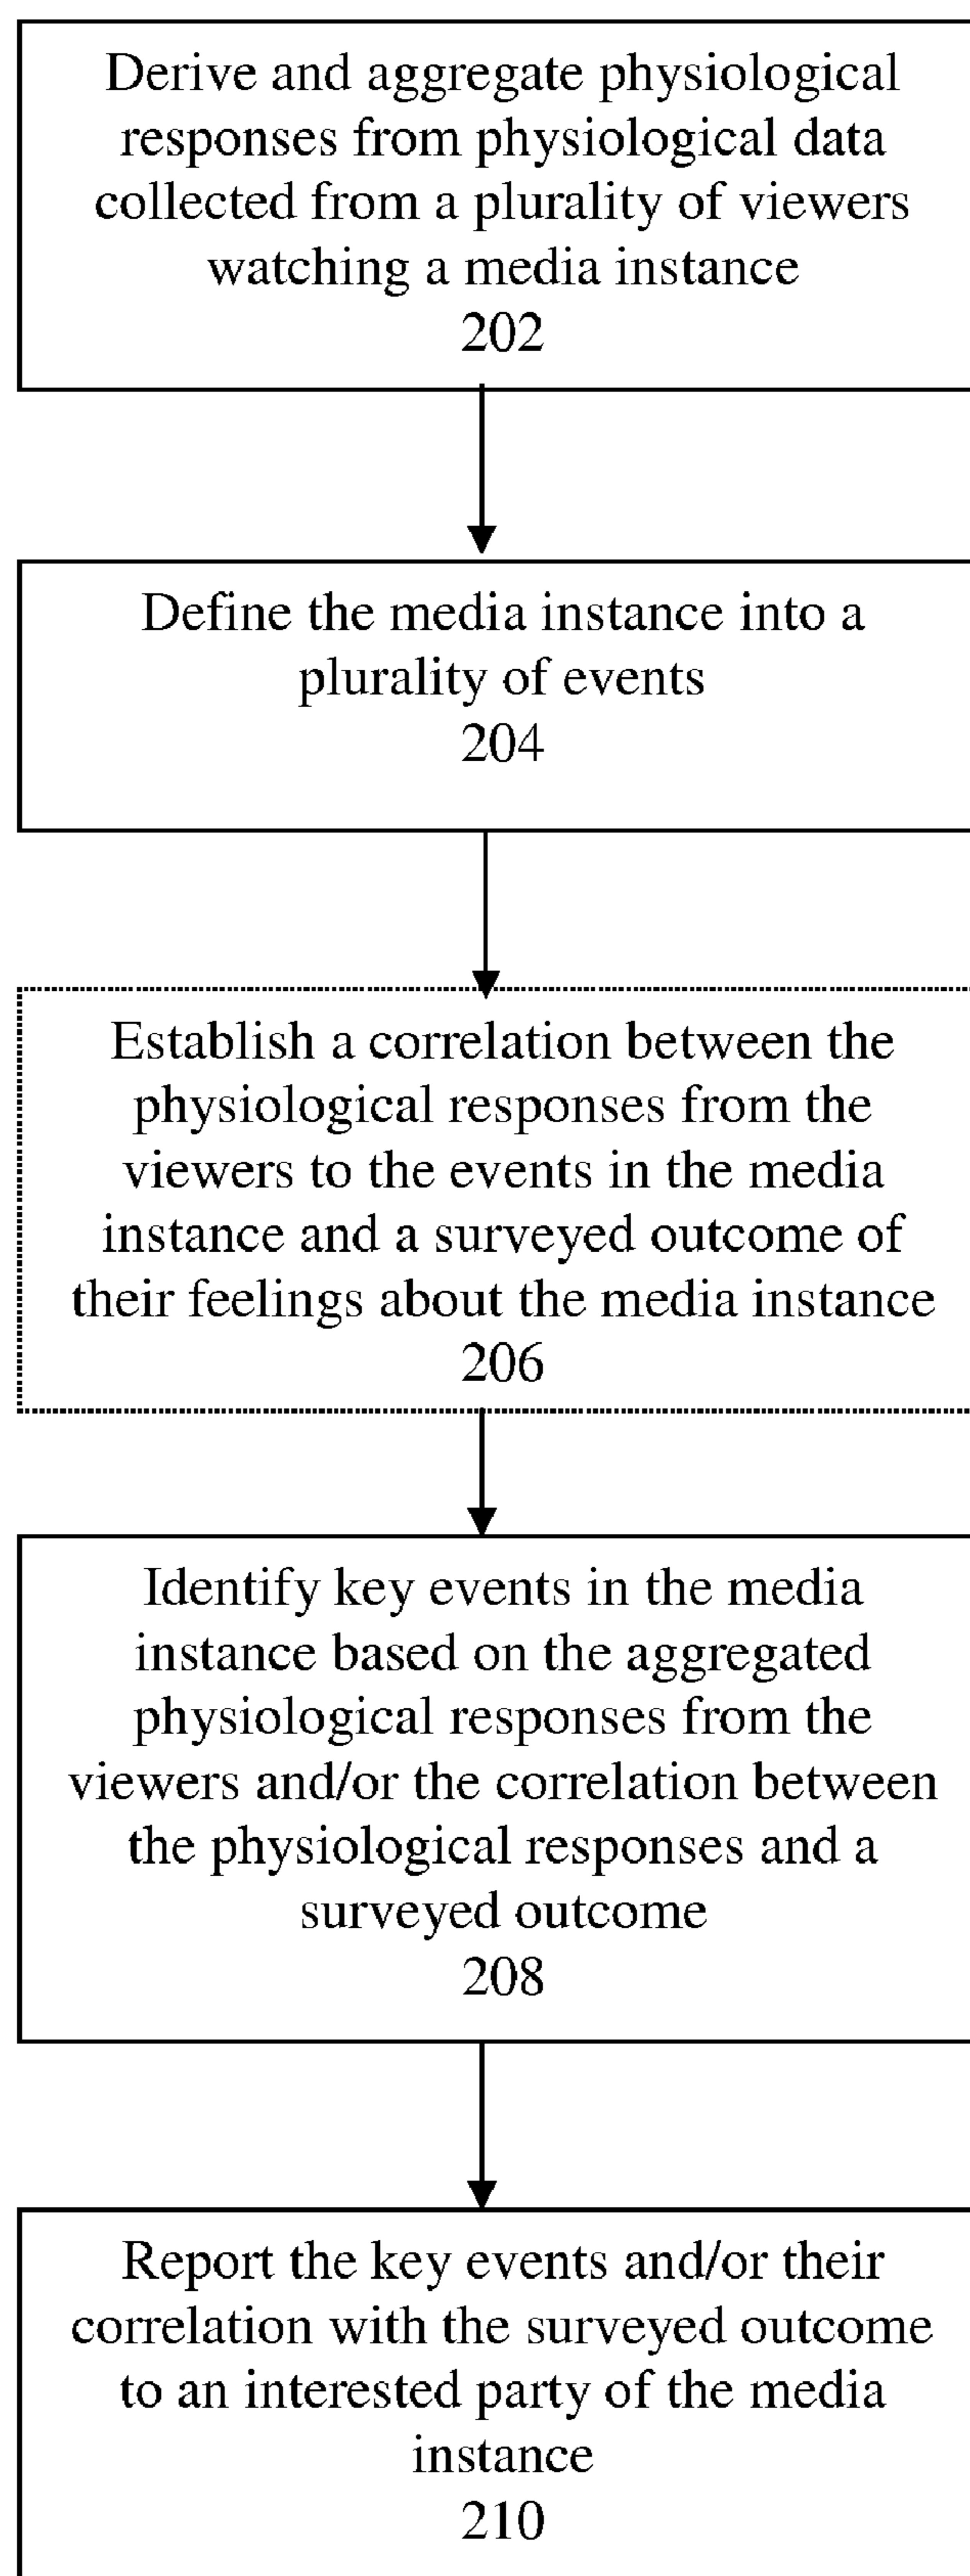 Derive and aggregate physiological
responses from physiological data
collected from a plurality of viewers
watching a media instance
202
Define the media instance into a
plurality of events
204
Establish a correlation between the
physiological responses from the
viewers to the events in the media
instance and a surveyed outcome of
their feelings about the media instance
206
Identify key events in the media
instance based on the aggregated
physiological responses from the
viewers and/or the correlation between
the physiological responses and a
surveyed outcome
208
Report the key events and/or their
correlation with the surveyed outcome
to an interested party of the media
instance
210